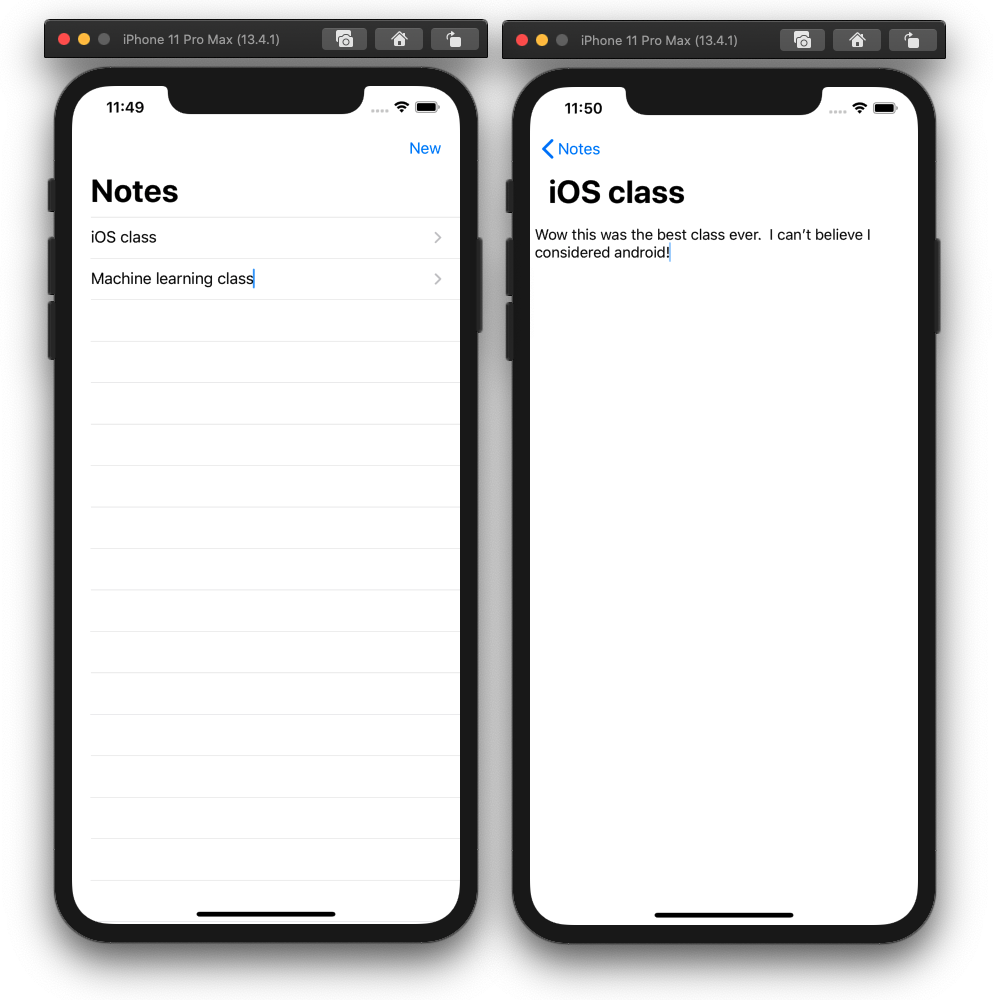 iPhone 11 Pro Max (13.4.1)
11:49
New
Notes
iOS class
Machine learning class
iPhone 11 Pro Max (13.4.1)
11:50
Notes
iOS class
Wow this was the best class ever.  I can’t believe I
considered android!